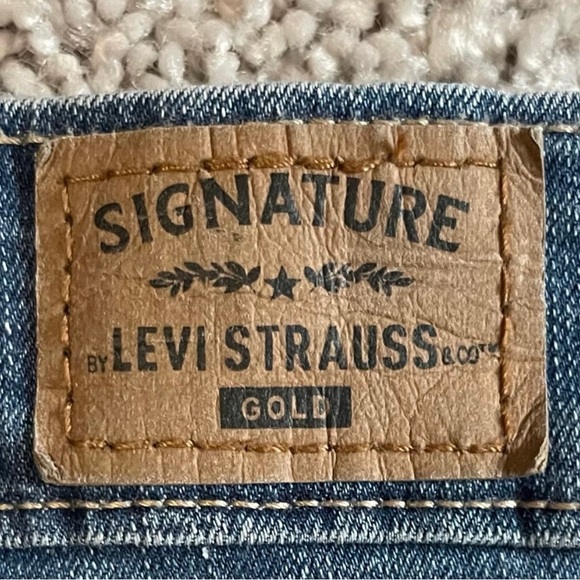 SIGNATURE
BY LEVI STRAUSS & CO™
GOLD